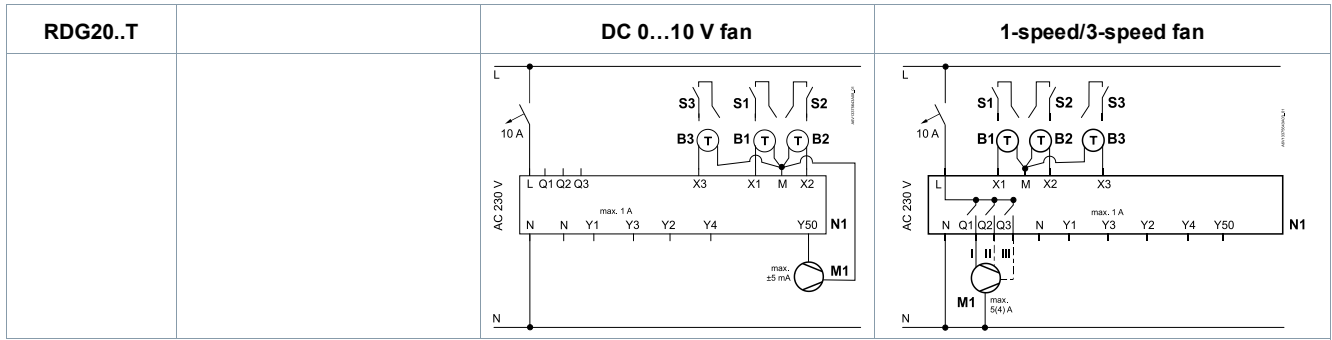 RDG20..T
DC 0…10 V fan
1-speed/3-speed fan
L
S3 S1 S2
10 A
B3 T B1 T T B2
L Q1 Q2 Q3 X3 X1 M X2
AC 230 V
max. 1 A
N N Y1 Y3 Y2 Y4 Y50 N1
max.
±5 mA
M1
N
L
S1 S2 S3
10 A
B1 T T B2 T B3
L X1 M X2 X3
AC 230 V
max. 1 A
N Q1 Q2 Q3 N Y1 Y3 Y2 Y4 Y50 N1
I II III
M1
max.
5(4) A
N